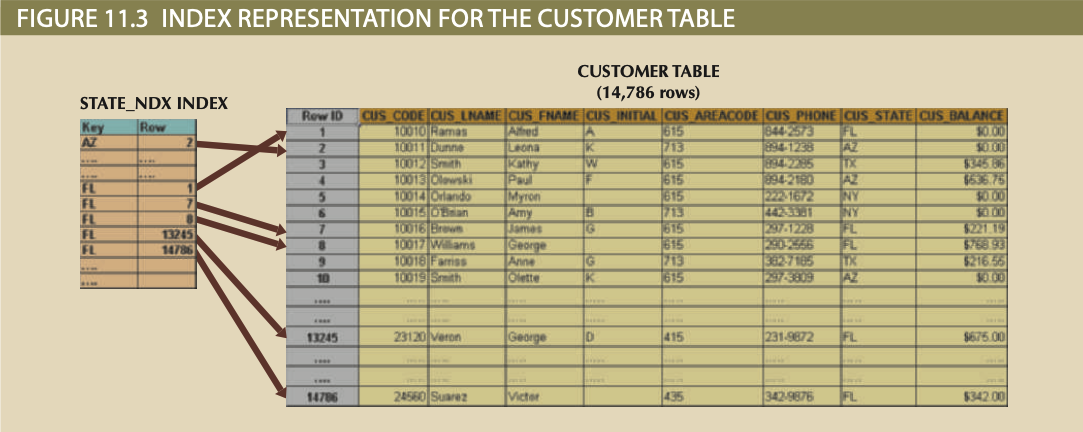 FIGURE 11.3 INDEX REPRESENTATION FOR THE CUSTOMER TABLE
CUSTOMER TABLE
(14,786 rows)
STATE_NDX INDEX
Key Row
AZ 2
.... ....
.... ....
FL 1
FL 7
FL 8
FL 13245
FL 14786
....
....
Row ID CUS_CODE CUS_LNAME CUS_FNAME CUS_INITIAL CUS_AREACODE CUS_PHONE CUS_STATE CUS_BALANCE
1 10010 Ramas Alfred A 615 844-2573 FL $0.00
2 10011 Dunne Leona K 713 894-1238 AZ $0.00
3 10012 Smith Kathy W 615 894-2285 TX $345.86
4 10013 Olowski Paul F 615 894-2180 AZ $536.75
5 10014 Orlando Myron 615 222-1672 NY $0.00
6 10015 O'Brian Amy B 713 442-3381 NY $0.00
7 10016 Brown James G 615 297-1228 FL $221.19
8 10017 Williams George 615 290-2556 FL $768.93
9 10018 Farriss Anne G 713 382-7185 TX $216.55
10 10019 Smith Olette K 615 297-3809 AZ $0.00
.... .... .... .... .... .... .... .... ....
.... .... .... .... .... .... .... .... ....
13245 23120 Veron George D 415 231-9872 FL $675.00
.... .... .... .... .... .... .... .... ....
.... .... .... .... .... .... .... .... ....
14786 24560 Suarez Victor 435 342-9876 FL $342.00